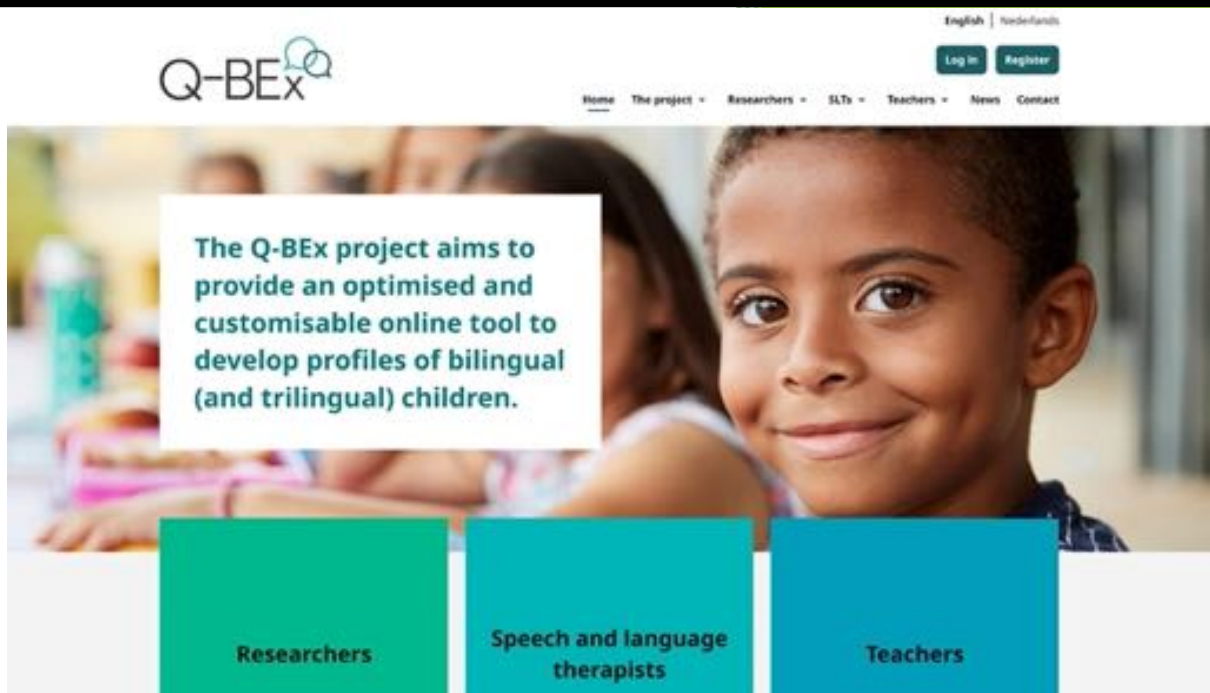 English | Nederlands
Log in Register
Q-BEx
Home The project Researchers SLTs Teachers News Contact
The Q-BEx project aims to
provide an optimised and
customisable online tool to
develop profiles of bilingual
(and trilingual) children.
Researchers
Speech and language
therapists
Teachers